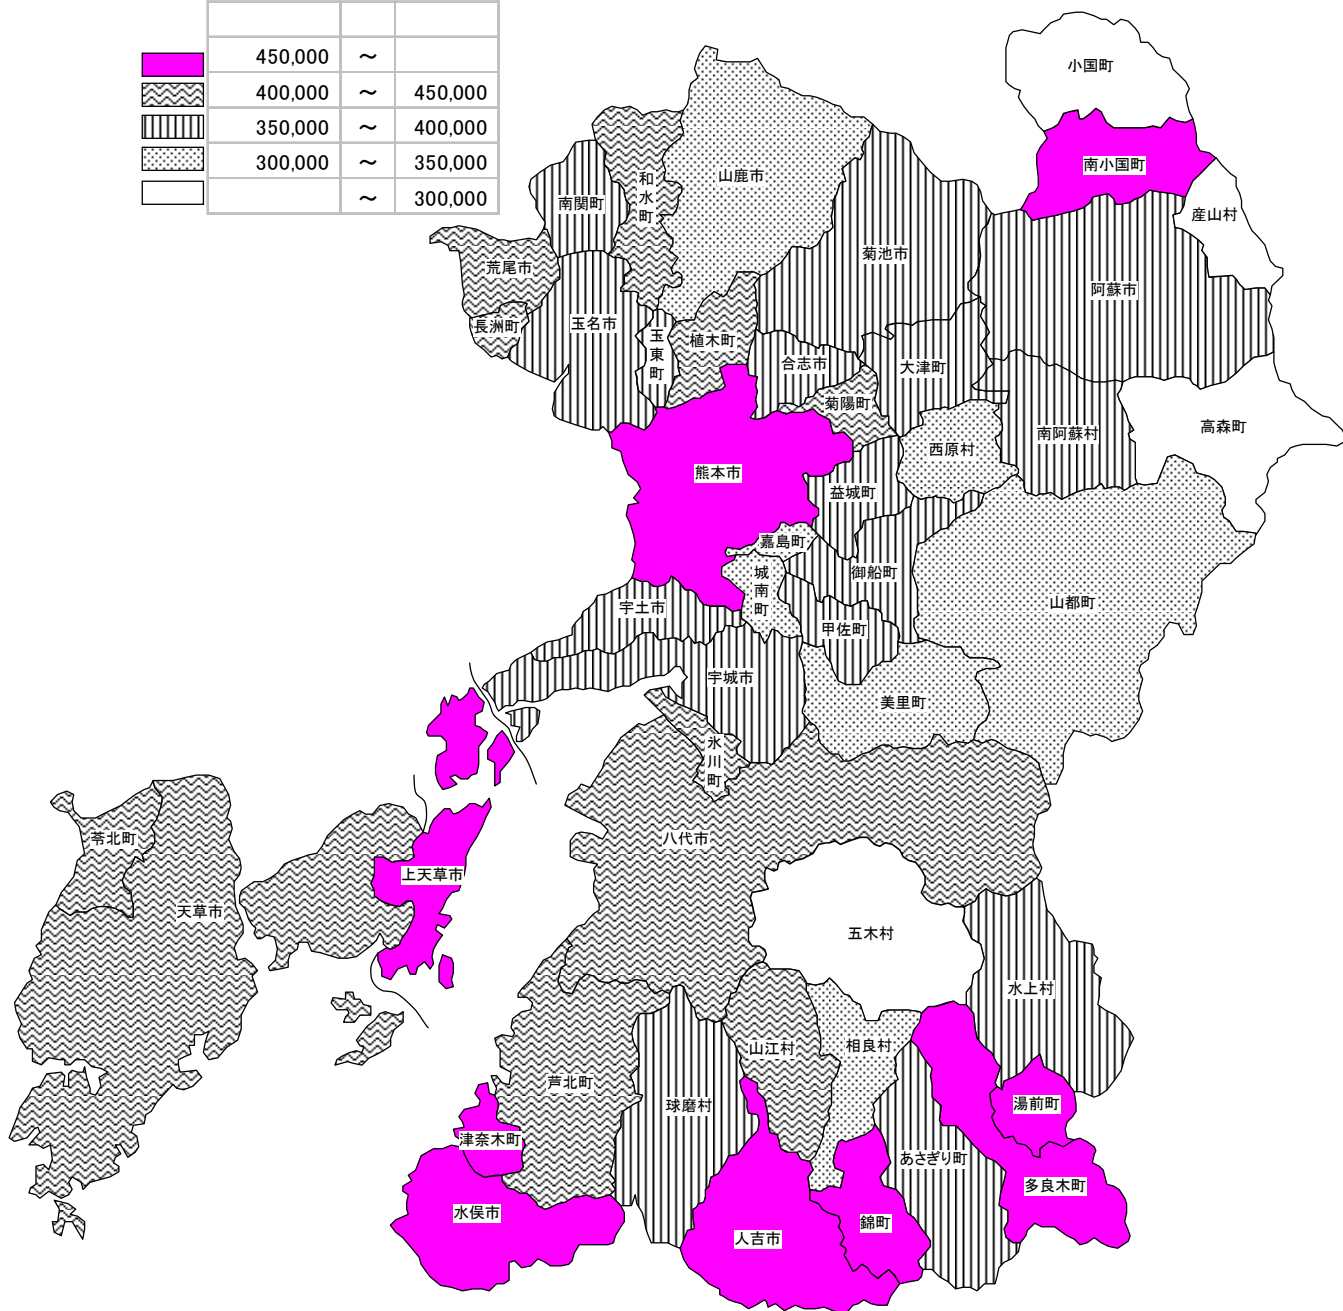 450,000 ～
400,000 ～ 450,000
350,000 ～ 400,000
300,000 ～ 350,000
～ 300,000
小国町
南小国町
産山村
山鹿市
和水町
南関町
菊池市
阿蘇市
荒尾市
長洲町
玉名市
玉東町
植木町
合志市
大津町
菊陽町
高森町
南阿蘇村
西原村
熊本市
益城町
嘉島町
御船町
城南町
山都町
宇土市
甲佐町
宇城市
美里町
氷川町
八代市
苓北町
上天草市
天草市
五木村
水上村
山江村
相良村
芦北町
球磨村
湯前町
津奈木町
あさぎり町
多良木町
水俣市
錦町
人吉市